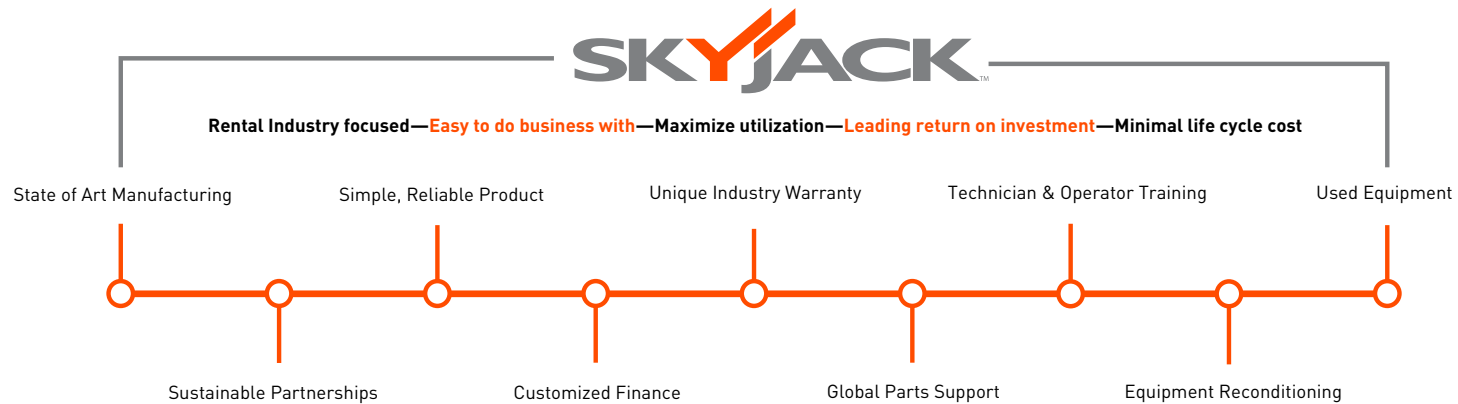 SKYJACK™
Rental Industry focused—Easy to do business with—Maximize utilization—Leading return on investment—Minimal life cycle cost
State of Art Manufacturing
Simple, Reliable Product
Unique Industry Warranty
Technician & Operator Training
Used Equipment
Sustainable Partnerships
Customized Finance
Global Parts Support
Equipment Reconditioning